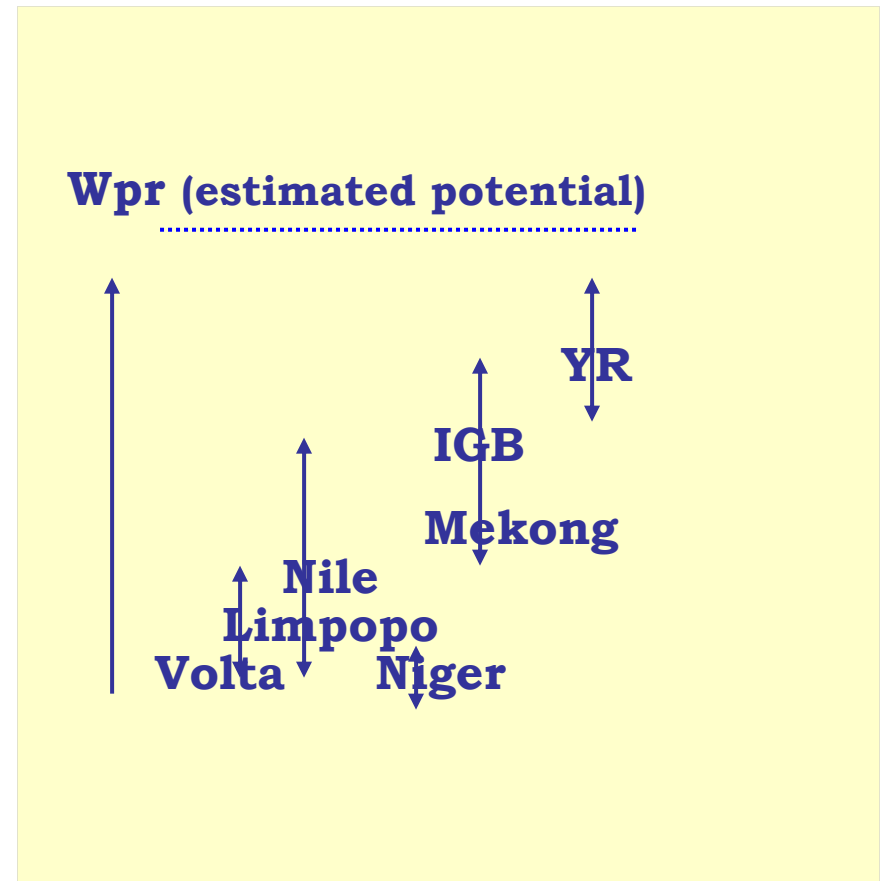 Wpr (estimated potential)
YR
IGB
Mekong
Nile
Limpopo
Volta Niger